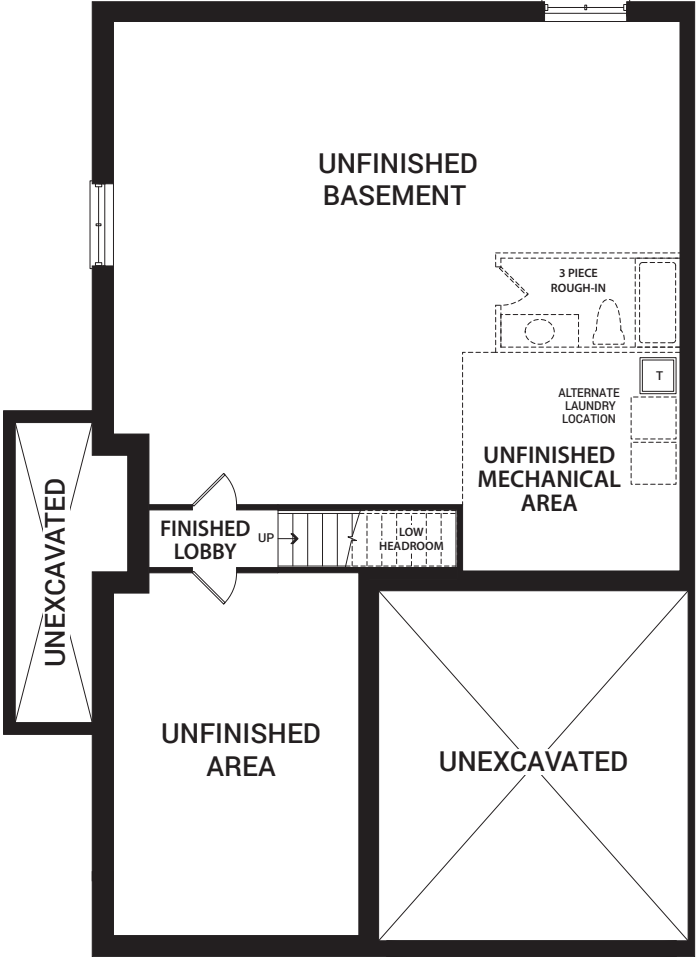 UNFINISHED
BASEMENT
3 PIECE
ROUGH-IN
T
ALTERNATE
LAUNDRY
LOCATION
UNFINISHED
MECHANICAL
AREA
UNEXCAVATED
FINISHED
LOBBY
UP
LOW
HEADROOM
UNFINISHED
AREA
UNEXCAVATED